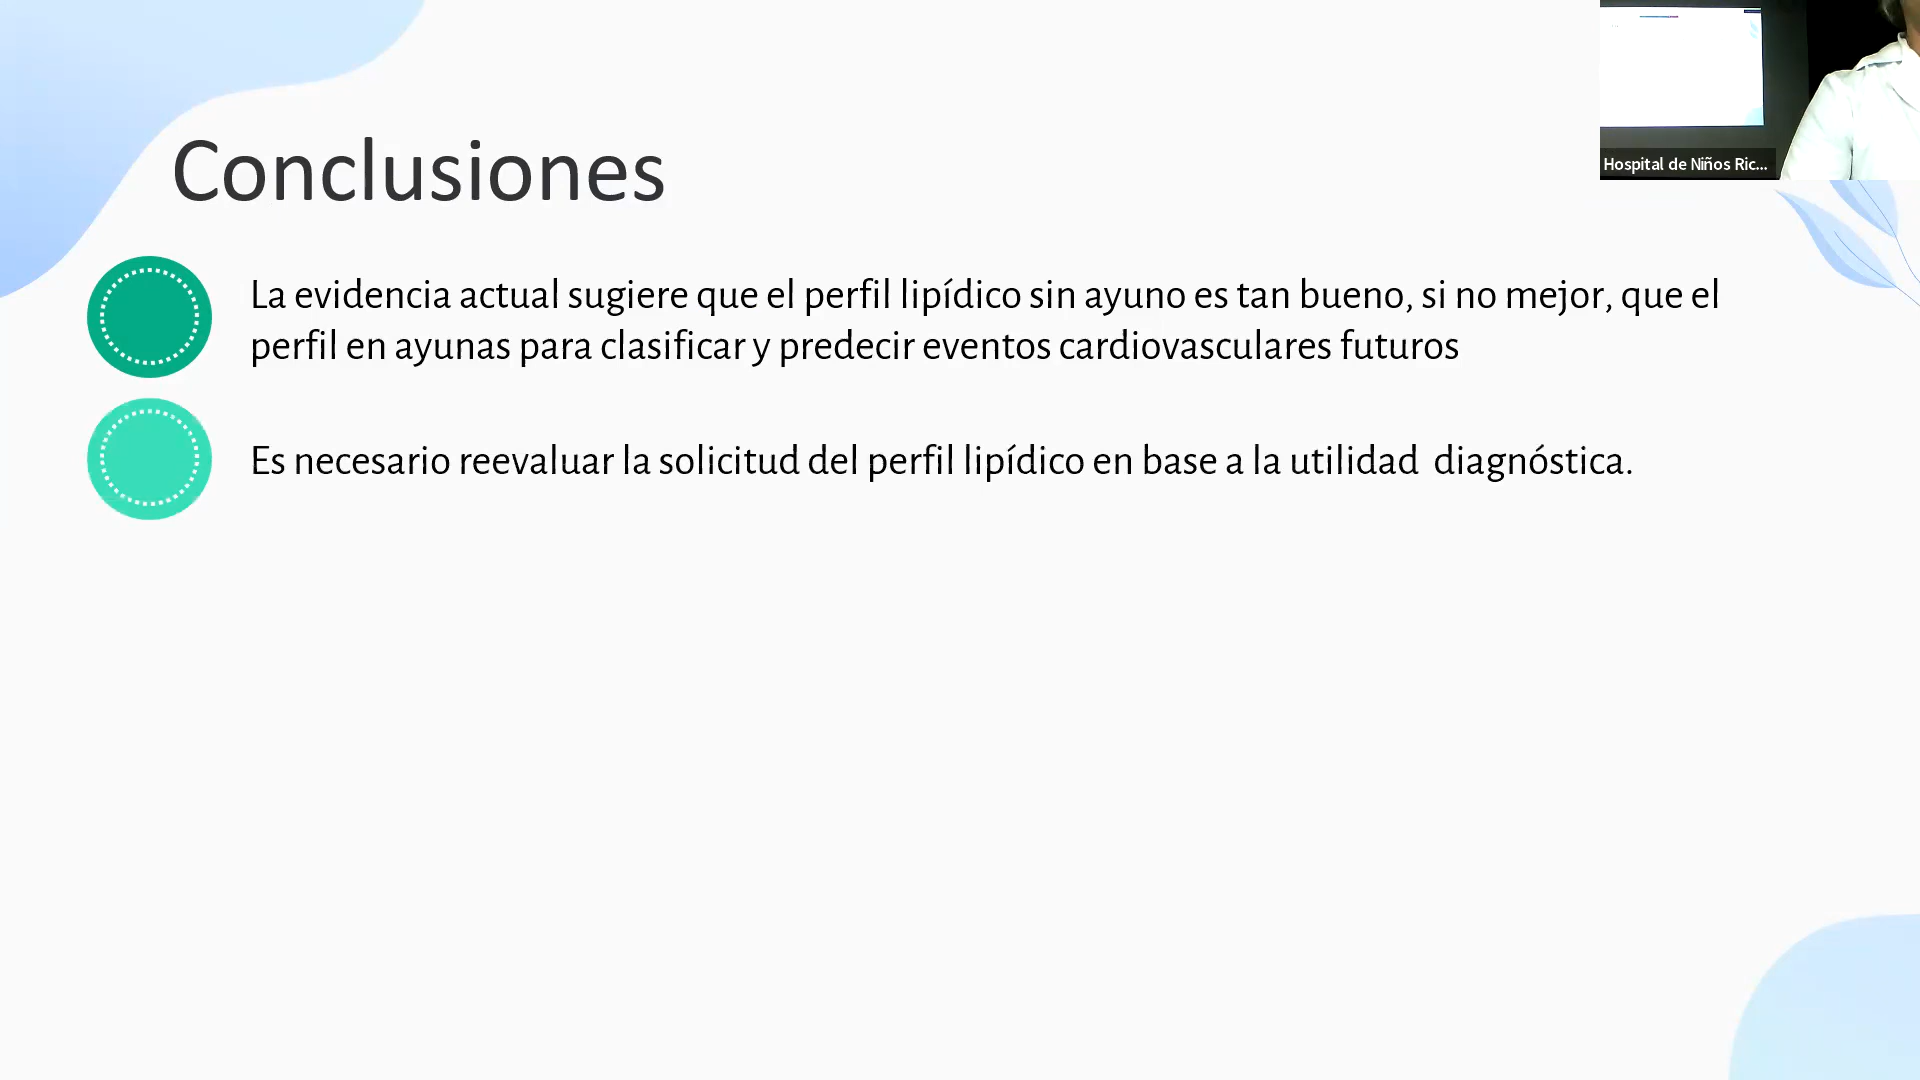 Hospital de Niños Ric...
Conclusiones
La evidencia actual sugiere que el perfil lipídico sin ayuno es tan bueno, si no mejor, que el
perfil en ayunas para clasificar y predecir eventos cardiovasculares futuros
Es necesario reevaluar la solicitud del perfil lipídico en base a la utilidad diagnóstica.